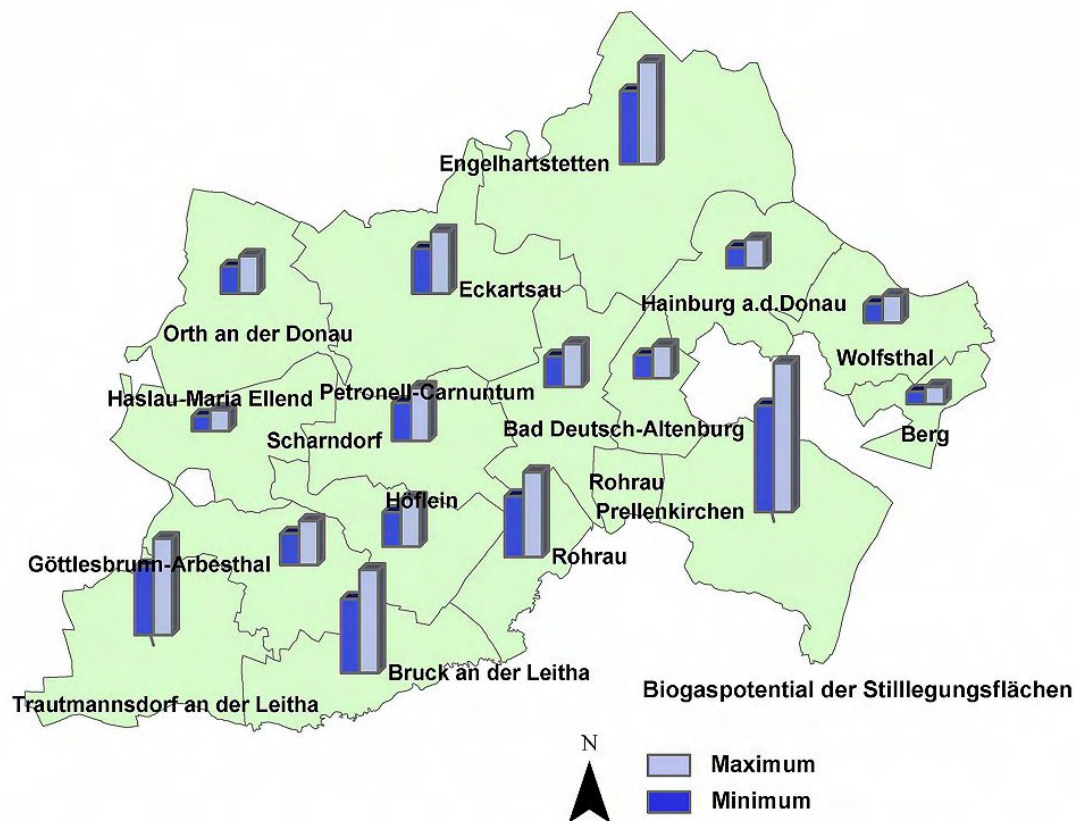 Engelhartstetten
Eckartsau
Hainburg a.d.Donau
Orth an der Donau
Wolfsthal
Haslau-Maria Ellend
Petronell-Carnuntum
Scharndorf
Bad Deutsch-Altenburg
Berg
Rohrau
Höflein
Prellenkirchen
Göttlesbrunn-Arbesthal
Rohrau
Bruck an der Leitha
Trautmannsdorf an der Leitha
Biogaspotential der Stilllegungsflächen
N
Maximum
Minimum